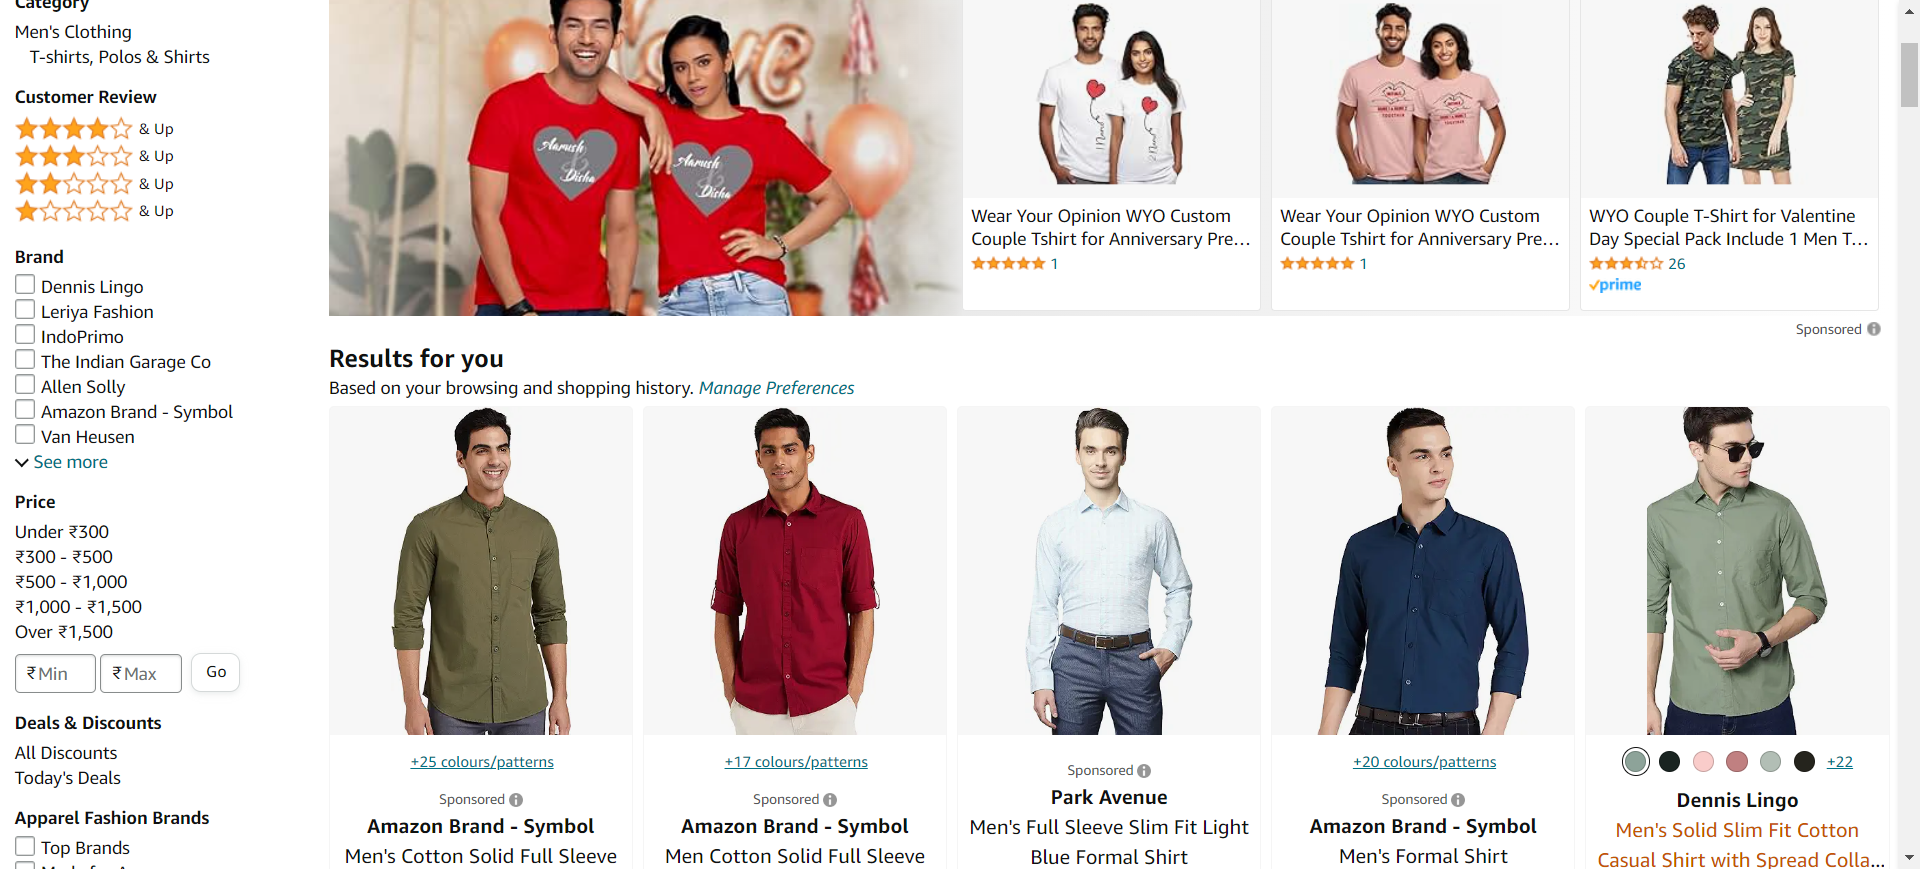 Category
Men's Clothing
T-shirts, Polos & Shirts
Customer Review
& Up
& Up
& Up
& Up
Brand
Dennis Lingo
Leriya Fashion
IndoPrimo
The Indian Garage Co
Allen Solly
Amazon Brand - Symbol
Van Heusen
See more
Price
Under ₹300
₹300 - ₹500
₹500 - ₹1,000
₹1,000 - ₹1,500
Over ₹1,500
₹ Min ₹ Max Go
Deals & Discounts
All Discounts
Today's Deals
Apparel Fashion Brands
Top Brands
Love
Aarush
&
Disha
Aarush
&
Disha
Wear Your Opinion WYO Custom
Couple Tshirt for Anniversary Pre...
1
Wear Your Opinion WYO Custom
Couple Tshirt for Anniversary Pre...
1
TOGETHER
TOGETHER
WYO Couple T-Shirt for Valentine
Day Special Pack Include 1 Men T...
26
prime
Sponsored
Results for you
Based on your browsing and shopping history. Manage Preferences
+25 colours/patterns
Sponsored
Amazon Brand - Symbol
Men's Cotton Solid Full Sleeve
+17 colours/patterns
Sponsored
Amazon Brand - Symbol
Men Cotton Solid Full Sleeve
Sponsored
Park Avenue
Men's Full Sleeve Slim Fit Light
Blue Formal Shirt
+20 colours/patterns
Sponsored
Amazon Brand - Symbol
Men's Formal Shirt
+22
Dennis Lingo
Men's Solid Slim Fit Cotton
Casual Shirt with Spread Colla...